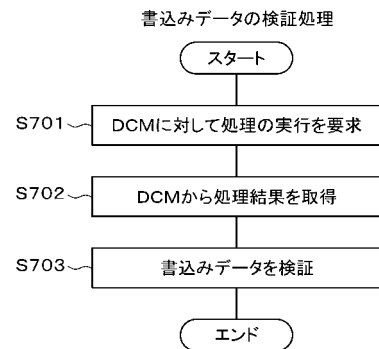 書込みデータの検証処理
スタート
S701 DCMに対して処理の実行を要求
S702 DCMから処理結果を取得
S703 書込みデータを検証
エンド